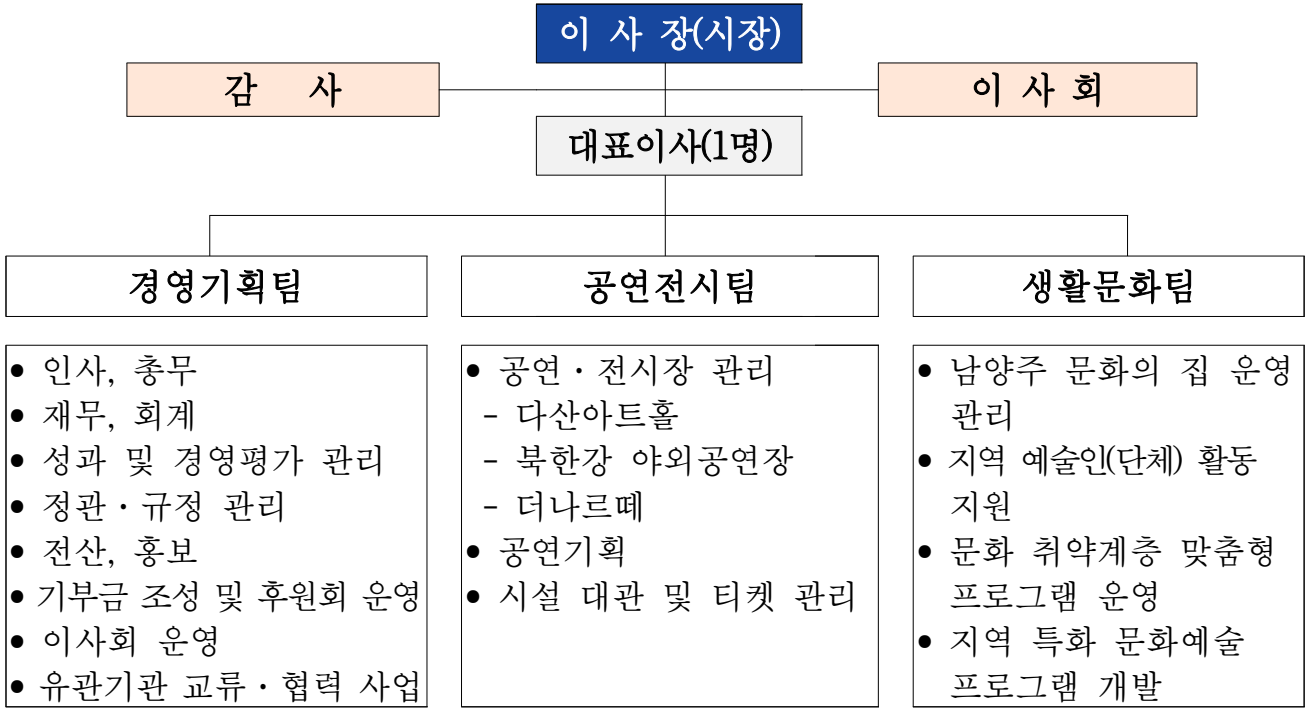 이 사 장(시장)
감 사
이 사 회
대표이사(1명)
경영기획팀
• 인사, 총무
• 재무, 회계
• 성과 및 경영평가 관리
• 정관·규정 관리
• 전산, 홍보
• 기부금 조성 및 후원회 운영
• 이사회 운영
• 유관기관 교류·협력 사업
공연전시팀
• 공연·전시장 관리
- 다산아트홀
- 북한강 야외공연장
- 더나르떼
• 공연기획
• 시설 대관 및 티켓 관리
생활문화팀
• 남양주 문화의 집 운영
관리
• 지역 예술인(단체) 활동
지원
• 문화 취약계층 맞춤형
프로그램 운영
• 지역 특화 문화예술
프로그램 개발